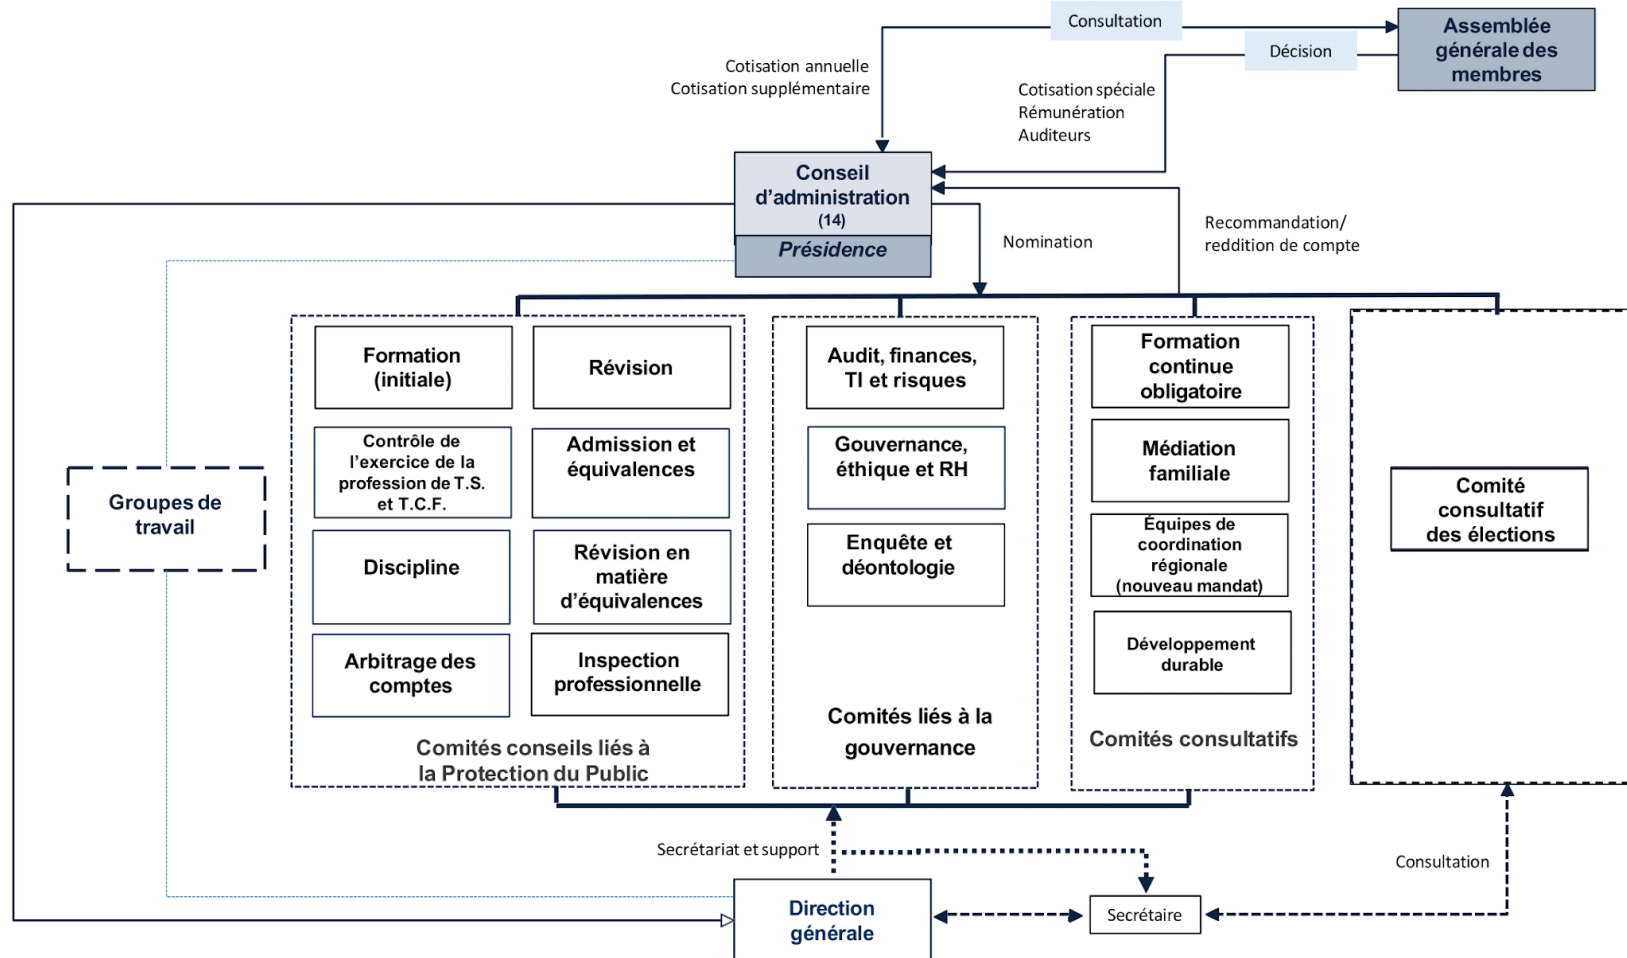 Consultation
Assemblée
générale des
membres
Décision
Cotisation annuelle
Cotisation supplémentaire
Cotisation spéciale
Rémunération
Auditeurs
Conseil
d’administration
(14)
Présidence
Nomination
Recommandation/
reddition de compte
Formation
(initiale)
Révision
Contrôle de
l’exercice de la
profession de T.S.
et T.C.F.
Admission et
équivalences
Discipline
Révision en
matière
d’équivalences
Arbitrage des
comptes
Inspection
professionnelle
Comités conseils liés à
la Protection du Public
Audit, finances,
TI et risques
Gouvernance,
éthique et RH
Enquête et
déontologie
Comités liés à la
gouvernance
Formation
continue
obligatoire
Médiation
familiale
Équipes de
coordination
régionale
(nouveau mandat)
Développement
durable
Comités consultatifs
Comité
consultatif
des élections
Groupes de
travail
Secrétariat et support
Consultation
Direction
générale
Secrétaire